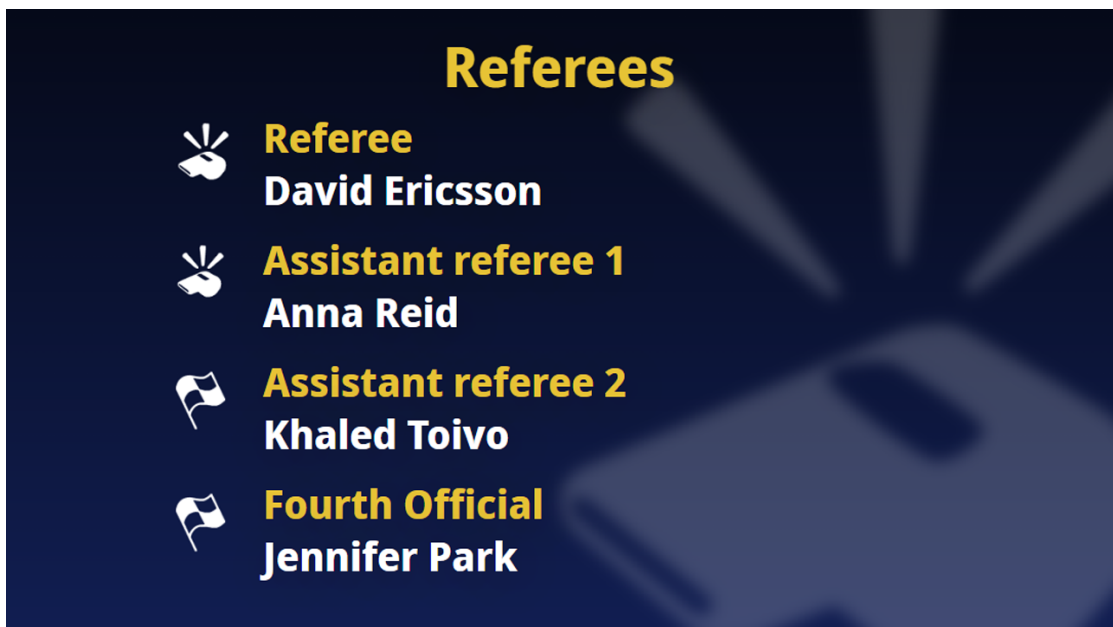 Referees
Referee
David Ericsson
Assistant referee 1
Anna Reid
Assistant referee 2
Khaled Toivo
Fourth Official
Jennifer Park